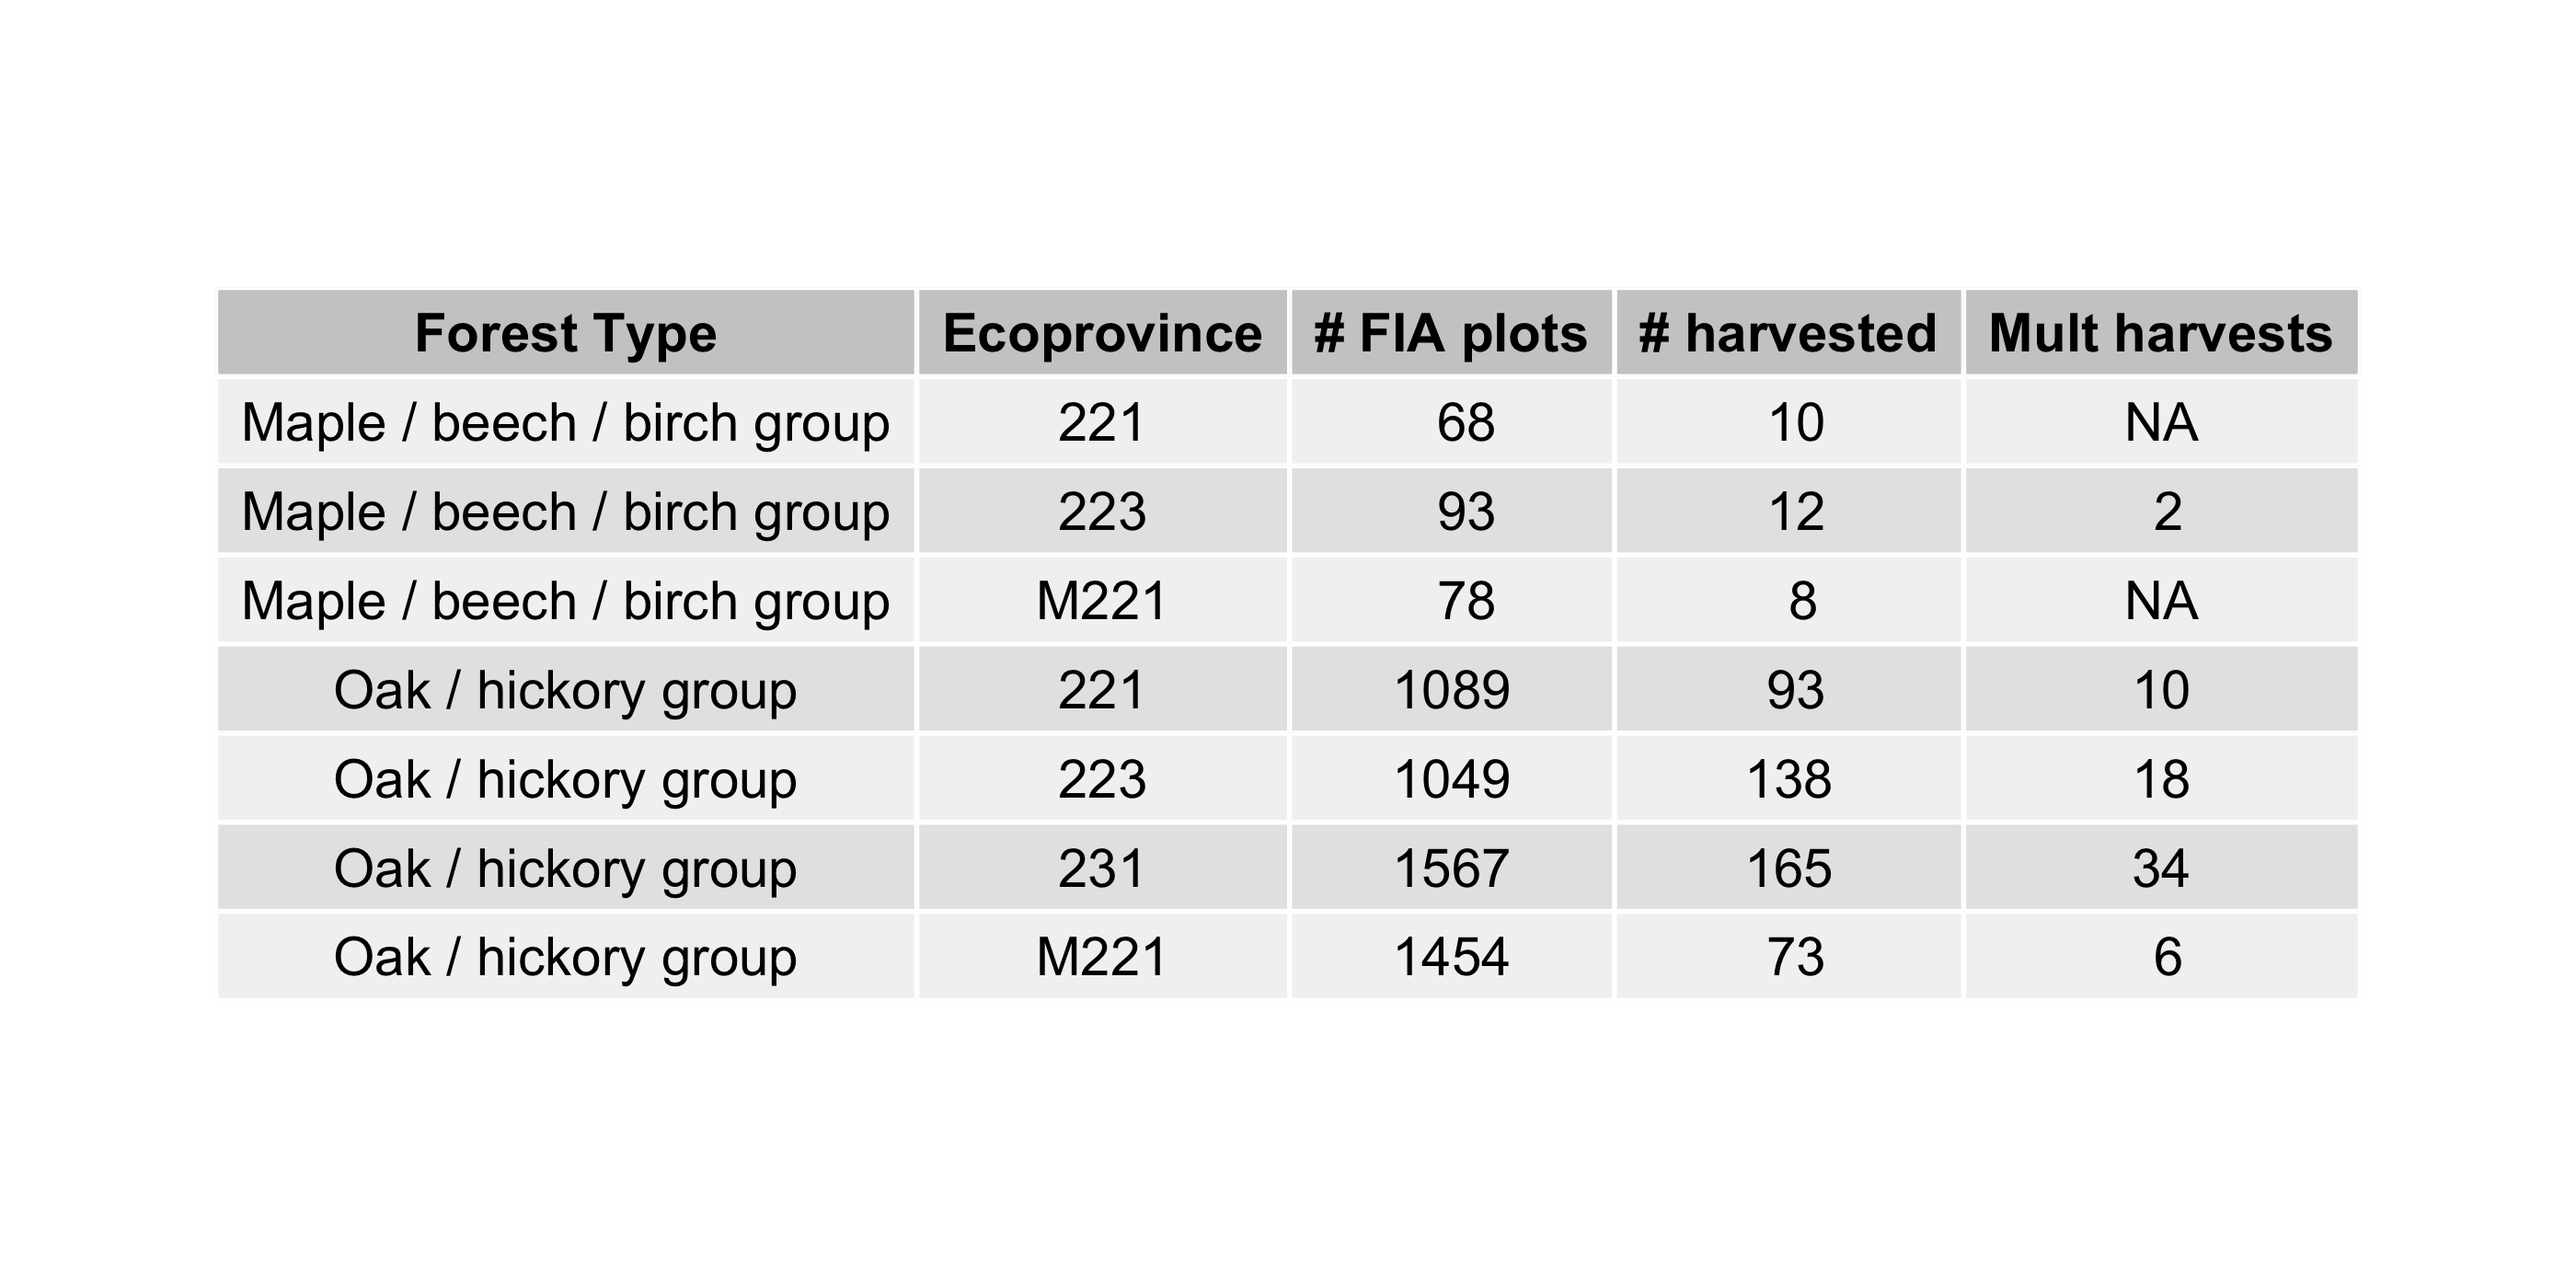 Forest Type Ecoprovince # FIA plots # harvested Mult harvests
Maple / beech / birch group 221 68 10 NA
Maple / beech / birch group 223 93 12 2
Maple / beech / birch group M221 78 8 NA
Oak / hickory group 221 1089 93 10
Oak / hickory group 223 1049 138 18
Oak / hickory group 231 1567 165 34
Oak / hickory group M221 1454 73 6